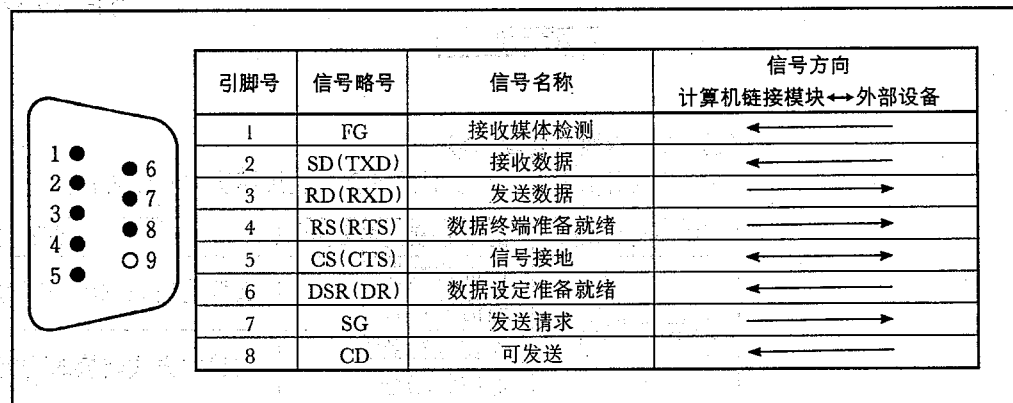 引脚号 信号略号 信号名称 信号方向
计算机链接模块↔外部设备
1 FG 接收媒体检测 ←
2 SD(TXD) 接收数据 ←
3 RD(RXD) 发送数据 →
4 RS(RTS) 数据终端准备就绪 →
5 CS(CTS) 信号接地 ↔
6 DSR(DR) 数据设定准备就绪 ←
7 SG 发送请求 →
8 CD 可发送 ←
1
2
3
4
5
6
7
8
9